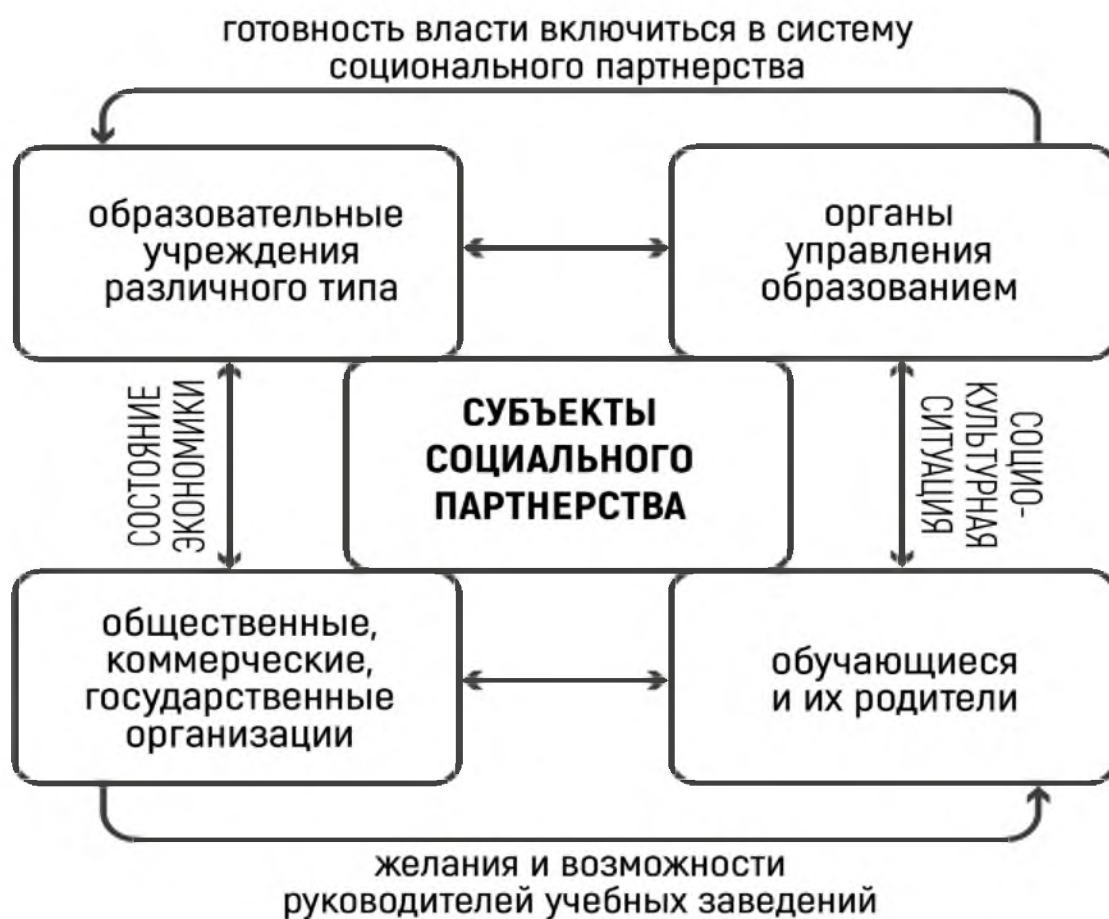 готовность власти включиться в систему
соционального партнерства
образовательные
учреждения
различного типа
органы
управления
образованием
СОСТОЯНИЕ
ЭКОНОМИКИ
СУБЪЕКТЫ
СОЦИАЛЬНОГО
ПАРТНЕРСТВА
СОЦИО-
КУЛЬТУРНАЯ
СИТУАЦИЯ
общественные,
коммерческие,
государственные
организации
обучающиеся
и их родители
желания и возможности
руководителей учебных заведений